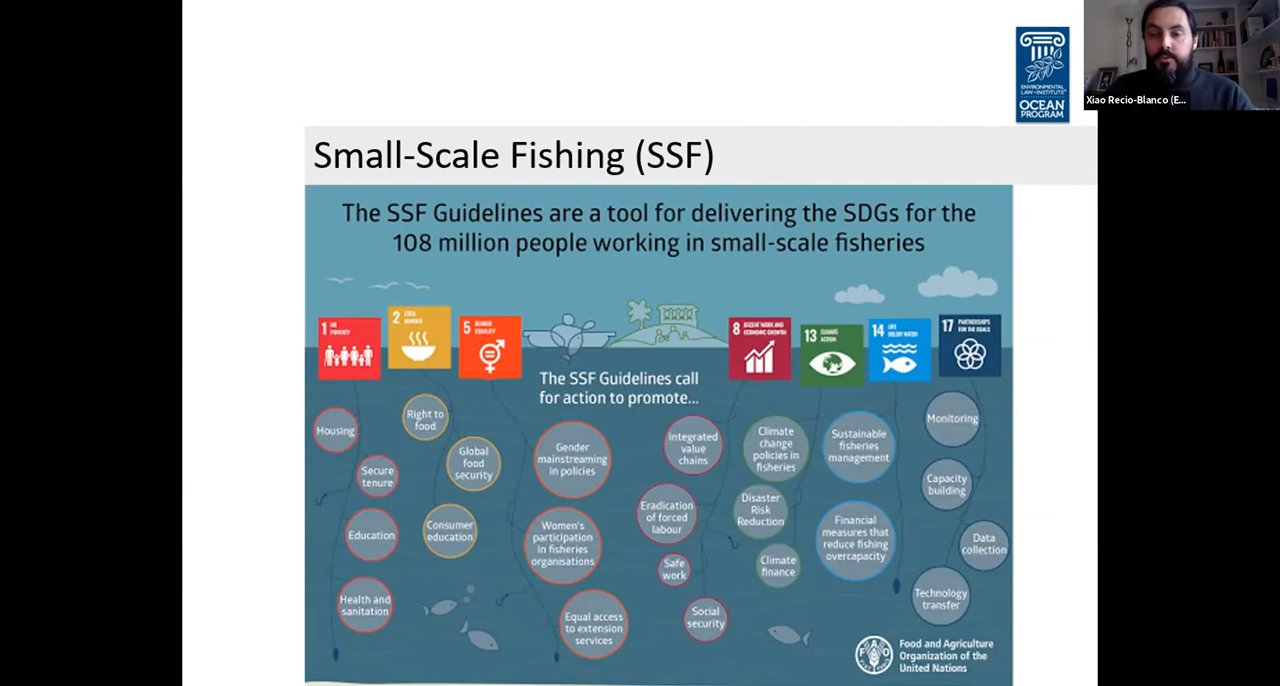 ENVIRONMENTAL
LAW • INSTITUTE®
OCEAN
PROGRAM
Xiao Recio-Blanco (E...
Small-Scale Fishing (SSF)
The SSF Guidelines are a tool for delivering the SDGs for the
108 million people working in small-scale fisheries
1 NO
POVERTY
2 ZERO
HUNGER
5 GENDER
EQUALITY
8 DECENT WORK AND
ECONOMIC GROWTH
13 CLIMATE
ACTION
14 LIFE
BELOW WATER
17 PARTNERSHIPS
FOR THE GOALS
The SSF Guidelines call
for action to promote...
Housing
Secure
tenure
Education
Health and
sanitation
Right to
food
Global
food
security
Consumer
education
Gender
mainstreaming
in policies
Women's
participation
in fisheries
organisations
Equal access
to extension
services
Integrated
value
chains
Eradication
of forced
labour
Safe
work
Social
security
Climate
change
policies in
fisheries
Disaster
Risk
Reduction
Climate
finance
Sustainable
fisheries
management
Financial
measures that
reduce fishing
overcapacity
Monitoring
Capacity
building
Data
collection
Technology
transfer
FAO
Food and Agriculture
Organization of the
United Nations